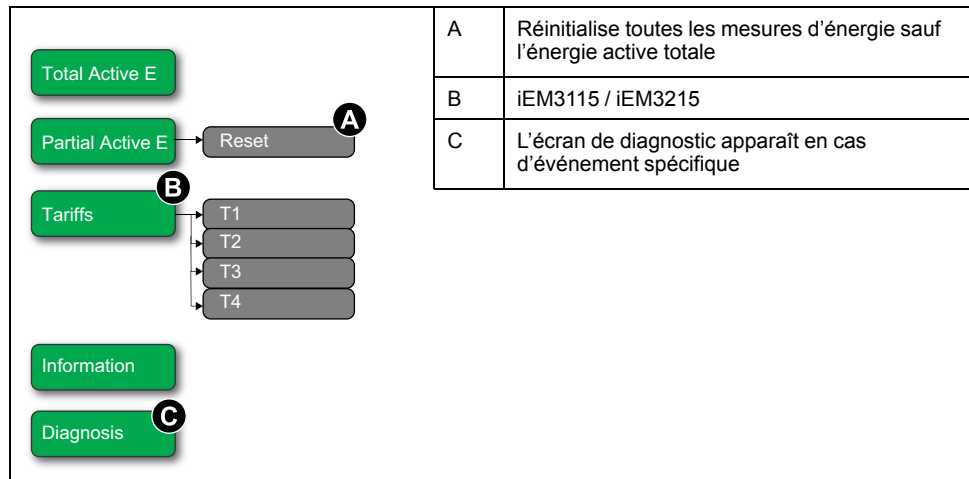 Total Active E
Partial Active E
Reset
A
B
Tariffs
T1
T2
T3
T4
Information
C
Diagnosis
A
Réinitialise toutes les mesures d'énergie sauf
l'énergie active totale
B
iEM3115 / iEM3215
C
L'écran de diagnostic apparaît en cas
d'événement spécifique